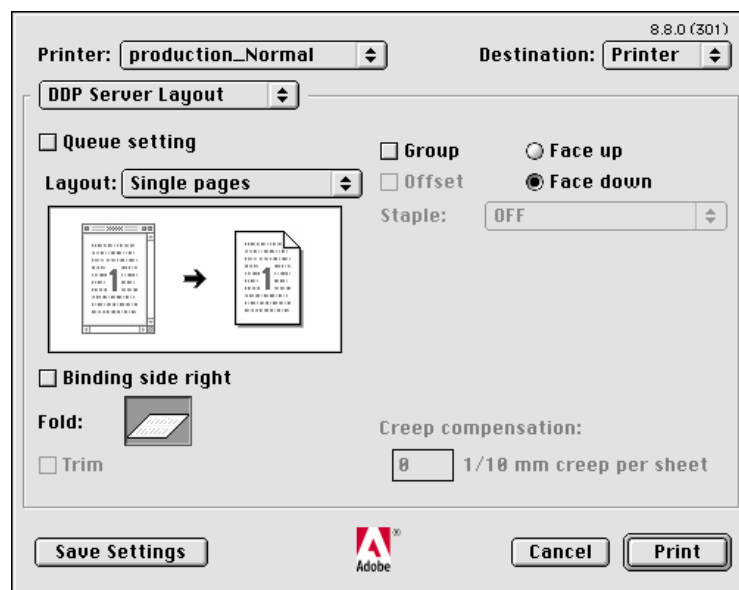 8.8.0 (301)
Printer: production_Normal Destination: Printer
DDP Server Layout
Queue setting
Group Face up
Layout: Single pages
Offset Face down
Staple: OFF
1 1
Binding side right
Fold:
Creep compensation:
Trim
0 1/10 mm creep per sheet
Save Settings
Adobe ®
Cancel Print